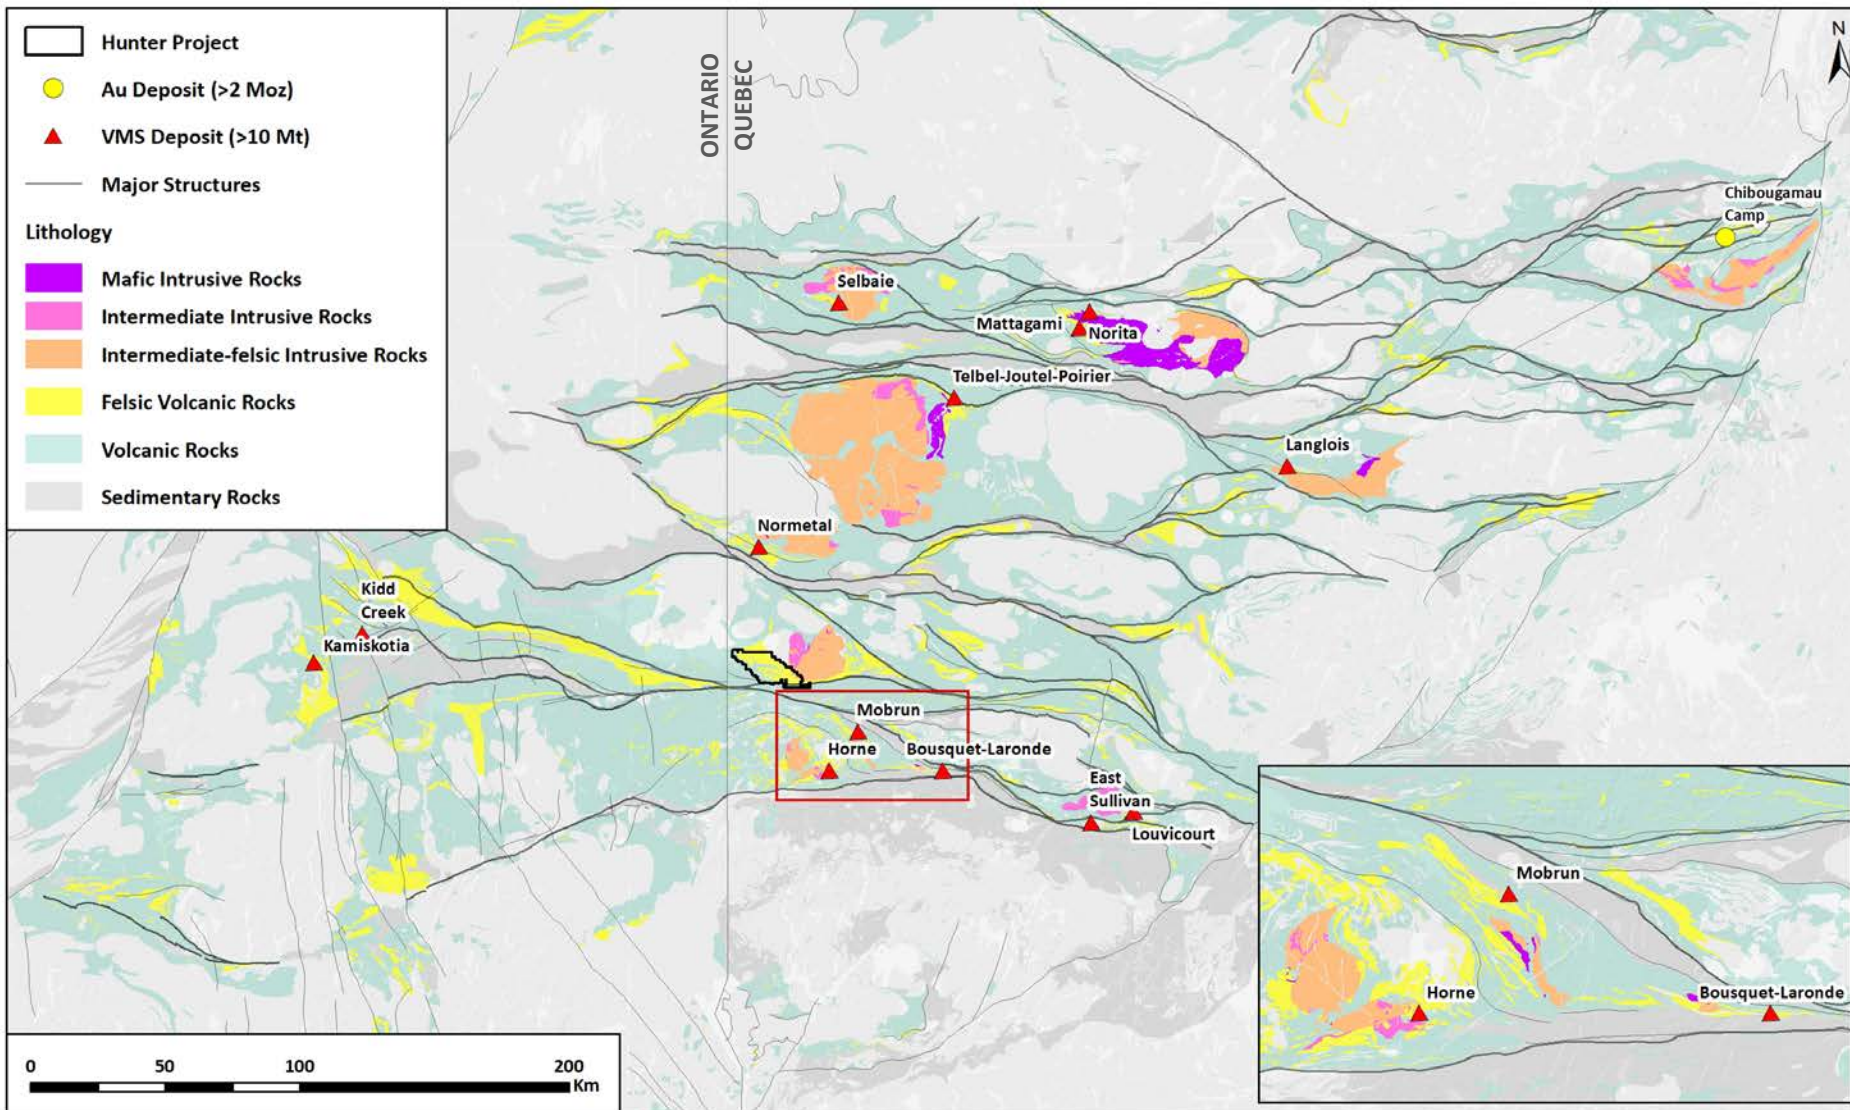 Hunter Project
Au Deposit (>2 Moz)
VMS Deposit (>10 Mt)
Major Structures
Lithology
Mafic Intrusive Rocks
Intermediate Intrusive Rocks
Intermediate-felsic Intrusive Rocks
Felsic Volcanic Rocks
Volcanic Rocks
Sedimentary Rocks
ONTARIO
QUEBEC
N
Chibougamau
Camp
Selbaie
Mattagami
Norita
Telbel-Joutel-Poirier
Langlois
Normetal
Kidd
Creek
Kamiskotia
Mobrun
Horne
Bousquet-Laronde
East
Sullivan
Louvicourt
Mobrun
Horne
Bousquet-Laronde
0 50 100 200
Km